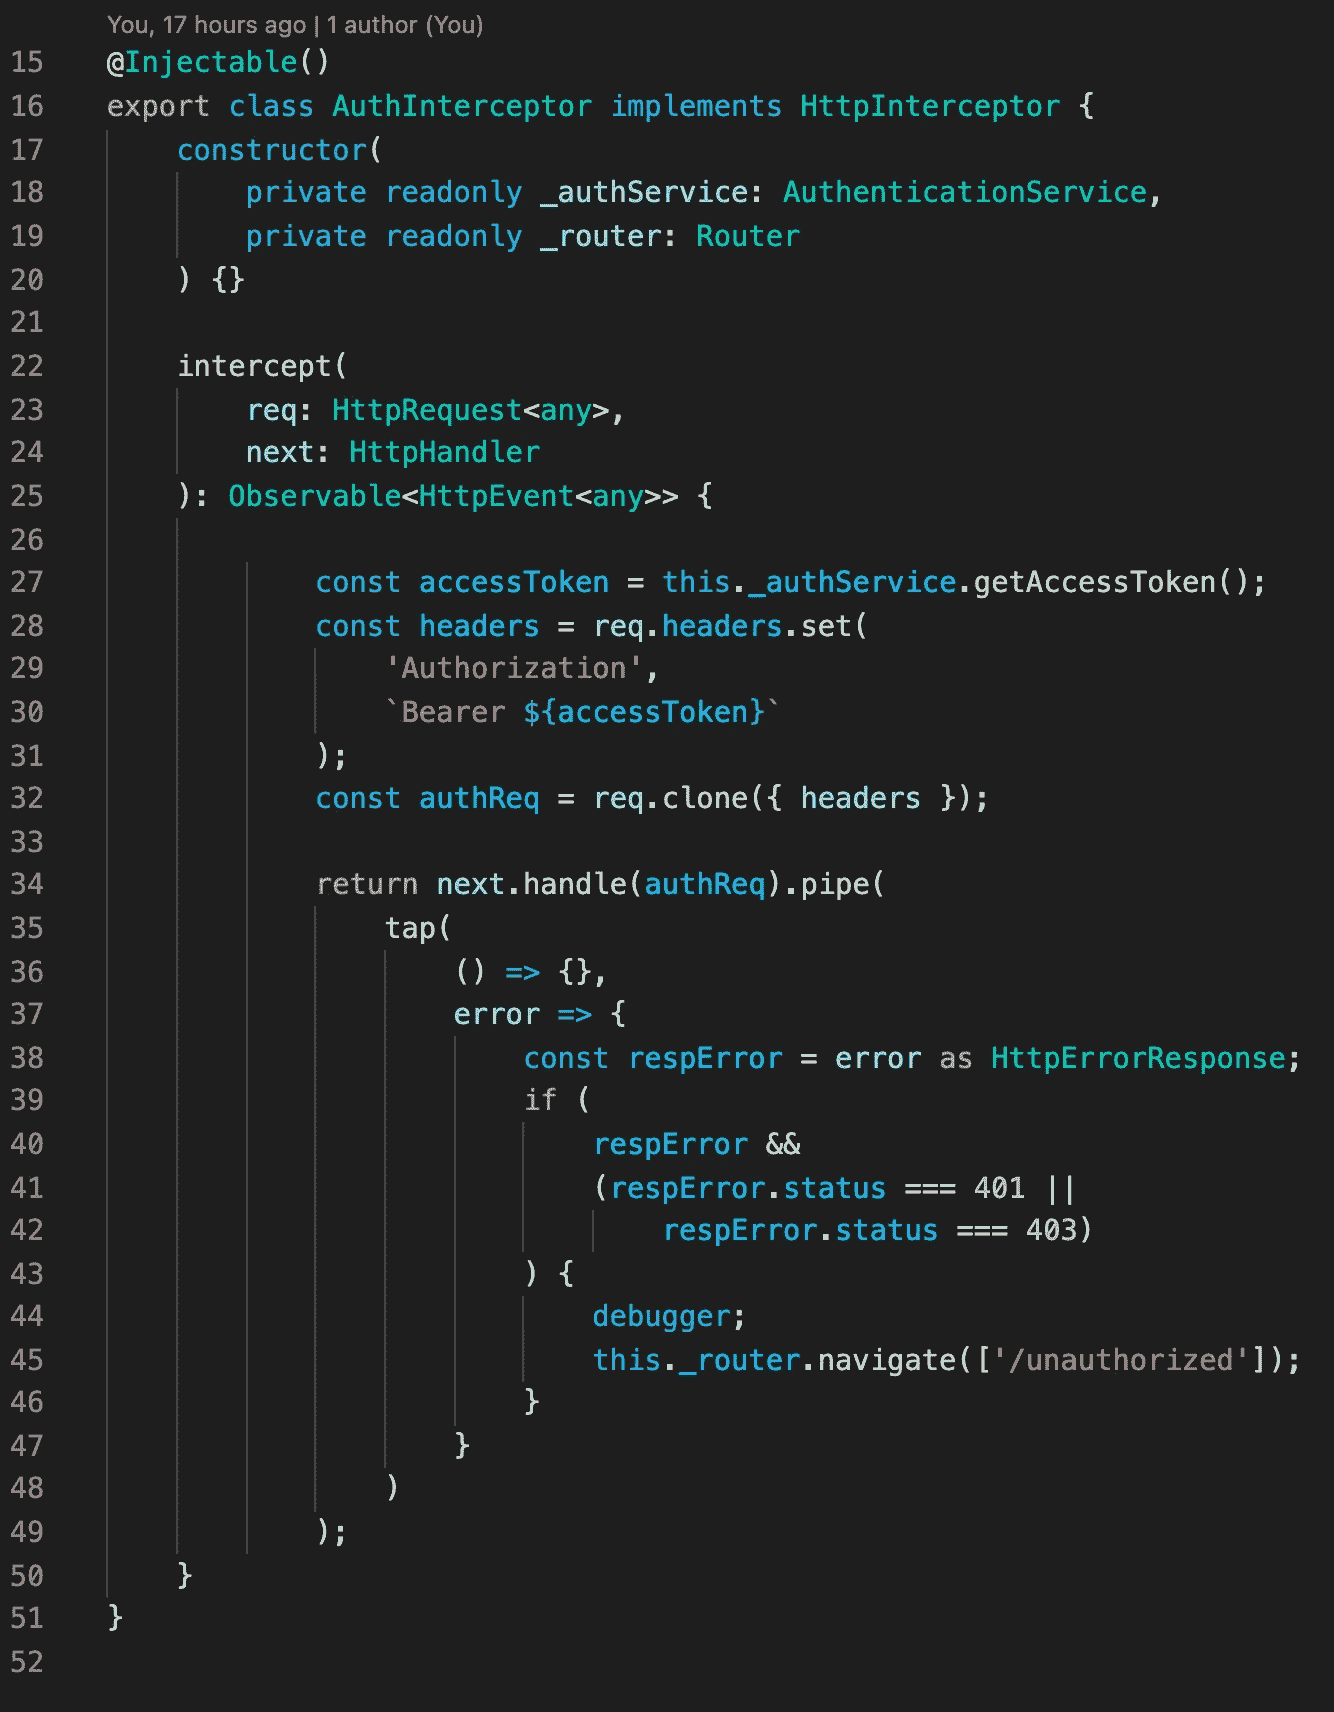 You, 17 hours ago | 1 author (You)
15 @Injectable()
16 export class AuthInterceptor implements HttpInterceptor {
17 constructor(
18 private readonly _authService: AuthenticationService,
19 private readonly _router: Router
20 ) {}
21
22 intercept(
23 req: HttpRequest<any>,
24 next: HttpHandler
25 ): Observable<HttpEvent<any>> {
26
27 const accessToken = this._authService.getAccessToken();
28 const headers = req.headers.set(
29 'Authorization',
30 `Bearer ${accessToken}`
31 );
32 const authReq = req.clone({ headers });
33
34 return next.handle(authReq).pipe(
35 tap(
36 () => {},
37 error => {
38 const respError = error as HttpErrorResponse;
39 if (
40 respError &&
41 (respError.status === 401 ||
42 respError.status === 403)
43 ) {
44 debugger;
45 this._router.navigate(['/unauthorized']);
46 }
47 }
48 )
49 );
50 }
51 }
52